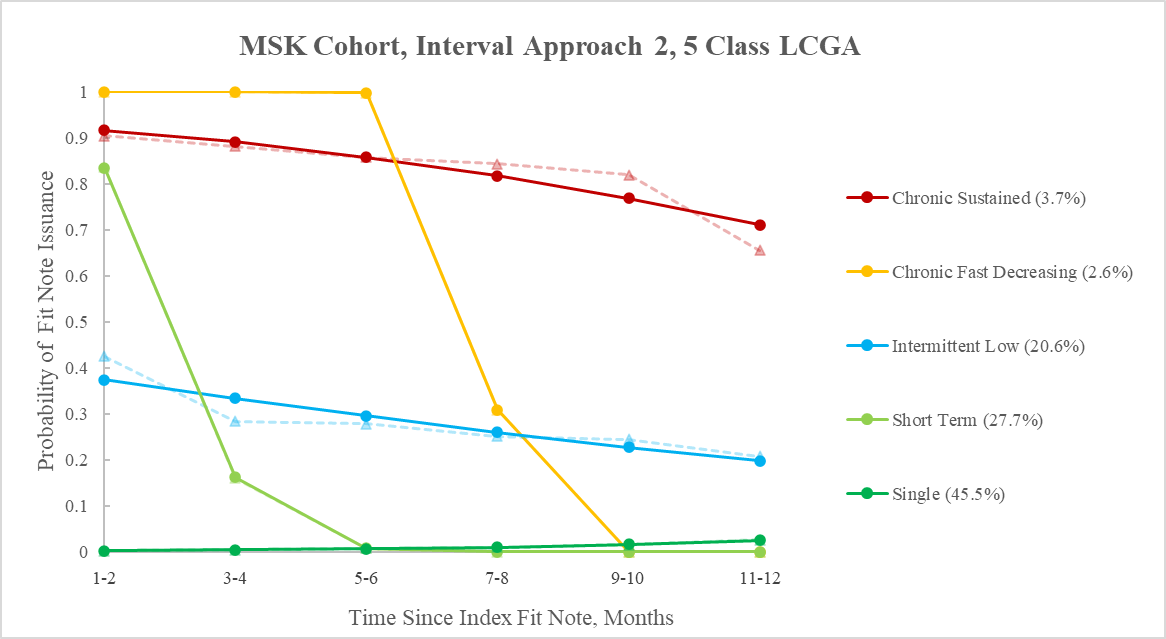 MSK Cohort, Interval Approach 2, 5 Class LCGA
Probability of Fit Note Issuance
1
0.9
0.8
0.7
0.6
0.5
0.4
0.3
0.2
0.1
0
1-2
3-4
5-6
7-8
9-10
11-12
Time Since Index Fit Note, Months
Chronic Sustained (3.7%)
Chronic Fast Decreasing (2.6%)
Intermittent Low (20.6%)
Short Term (27.7%)
Single (45.5%)